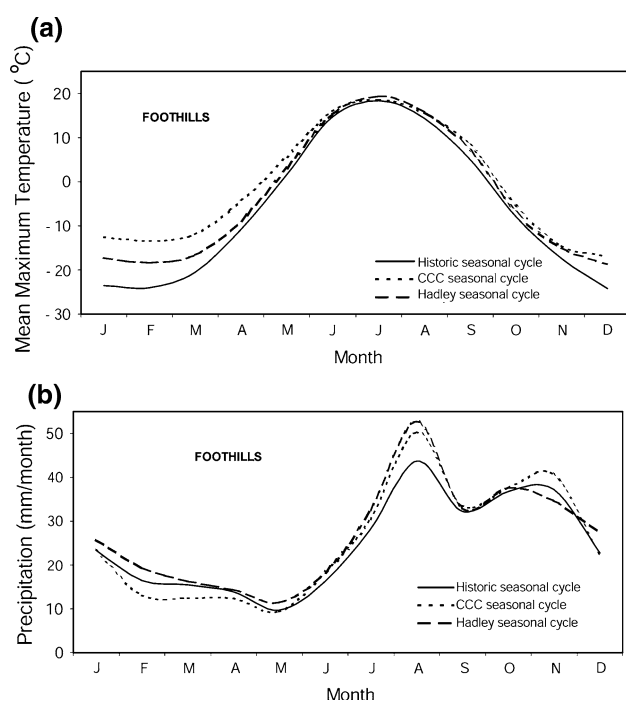 (a)
Mean Maximum Temperature ( °C)
20
10
0
- 10
- 20
- 30
FOOTHILLS
Historic seasonal cycle
CCC seasonal cycle
Hadley seasonal cycle
J F M A M J J A S O N D
Month
(b)
Precipitation (mm/month)
50
40
30
20
10
0
FOOTHILLS
Historic seasonal cycle
CCC seasonal cycle
Hadley seasonal cycle
J F M A M J J A S O N D
Month